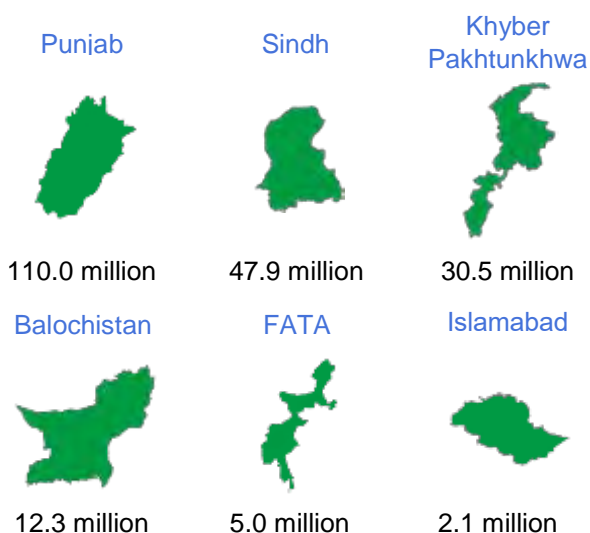 Punjab
Sindh
Khyber
Pakhtunkhwa
110.0 million
47.9 million
30.5 million
Balochistan
FATA
Islamabad
12.3 million
5.0 million
2.1 million